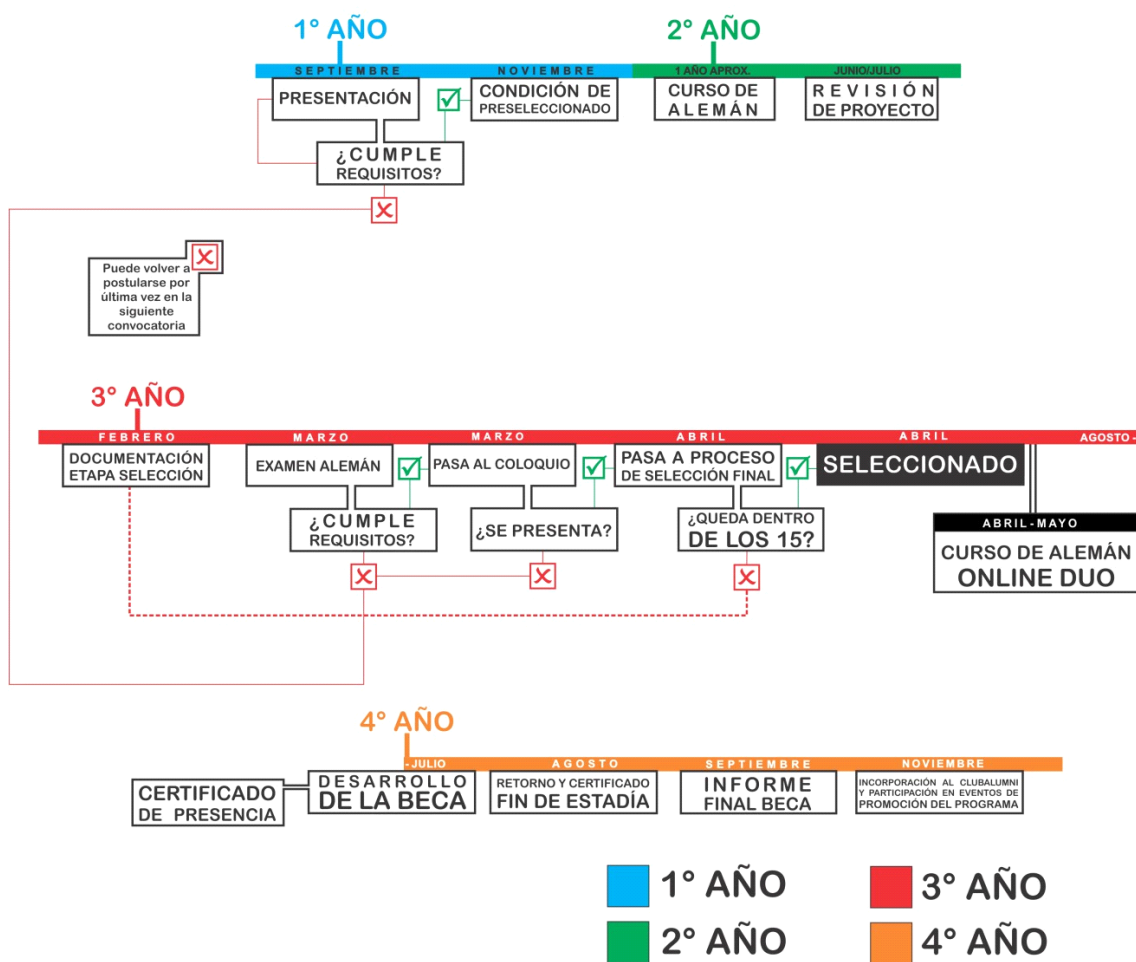 1° AÑO
2° AÑO
SEPTIEMBRE
NOVIEMBRE
1 AÑO APROX.
JUNIO/JULIO
PRESENTACIÓN
CONDICIÓN DE
PRESELECCIONADO
CURSO DE
ALEMÁN
REVISIÓN
DE PROYECTO
¿CUMPLE
REQUISITOS?
Puede volver a
postularse por
última vez en la
siguiente
convocatoria
3° AÑO
FEBRERO
MARZO
MARZO
ABRIL
ABRIL
AGOSTO -
DOCUMENTACIÓN
ETAPA SELECCIÓN
EXAMEN ALEMÁN
PASA AL COLOQUIO
PASA A PROCESO
DE SELECCIÓN FINAL
SELECCIONADO
¿CUMPLE
REQUISITOS?
¿SE PRESENTA?
¿QUEDA DENTRO
DE LOS 15?
ABRIL-MAYO
CURSO DE ALEMÁN
ONLINE DUO
4° AÑO
-JULIO
AGOSTO
SEPTIEMBRE
NOVIEMBRE
CERTIFICADO
DE PRESENCIA
DESARROLLO
DE LA BECA
RETORNO Y CERTIFICADO
FIN DE ESTADÍA
INFORME
FINAL BECA
INCORPORACIÓN AL CLUBALUMNI
Y PARTICIPACIÓN EN EVENTOS DE
PROMOCIÓN DEL PROGRAMA
1° AÑO
3° AÑO
2° AÑO
4° AÑO